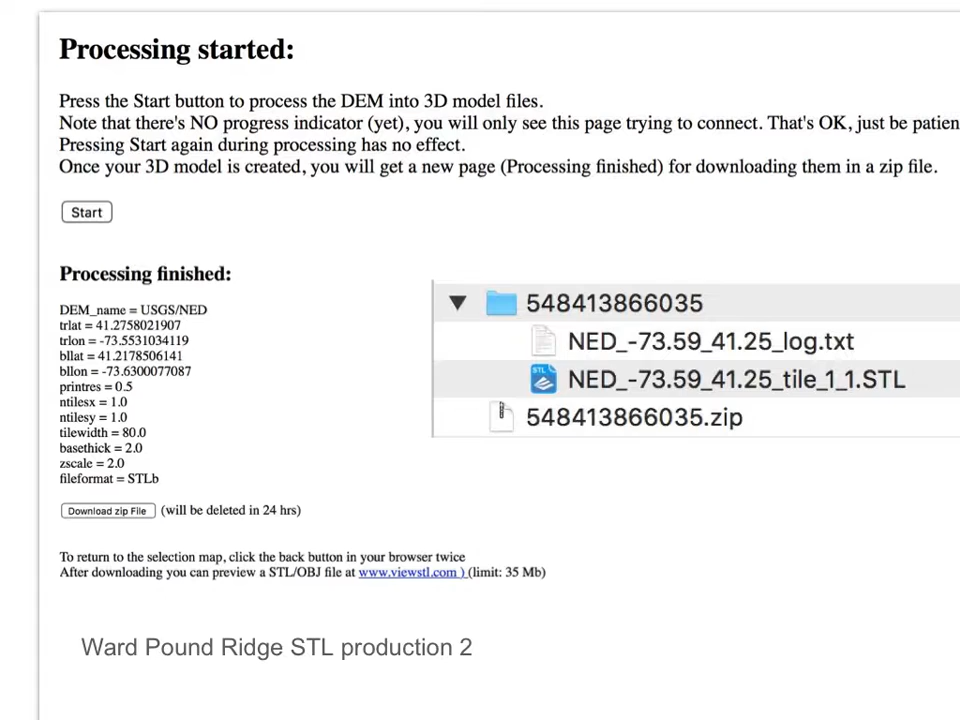 Processing started:
Press the Start button to process the DEM into 3D model files.
Note that there's NO progress indicator (yet), you will only see this page trying to connect. That's OK, just be patien
Pressing Start again during processing has no effect.
Once your 3D model is created, you will get a new page (Processing finished) for downloading them in a zip file.
Start
Processing finished:
DEM_name = USGS/NED
trlat = 41.2758021907
trlon = -73.5531034119
bllat = 41.2178506141
bllon = -73.6300077087
printres = 0.5
ntilesx = 1.0
ntilesy = 1.0
tilewidth = 80.0
basethick = 2.0
zscale = 2.0
fileformat = STLb
Download zip File (will be deleted in 24 hrs)
To return to the selection map, click the back button in your browser twice
After downloading you can preview a STL/OBJ file at www.viewstl.com ) (limit: 35 Mb)
548413866035
NED_-73.59_41.25_log.txt
STL
NED_-73.59_41.25_tile_1_1.STL
548413866035.zip
Ward Pound Ridge STL production 2